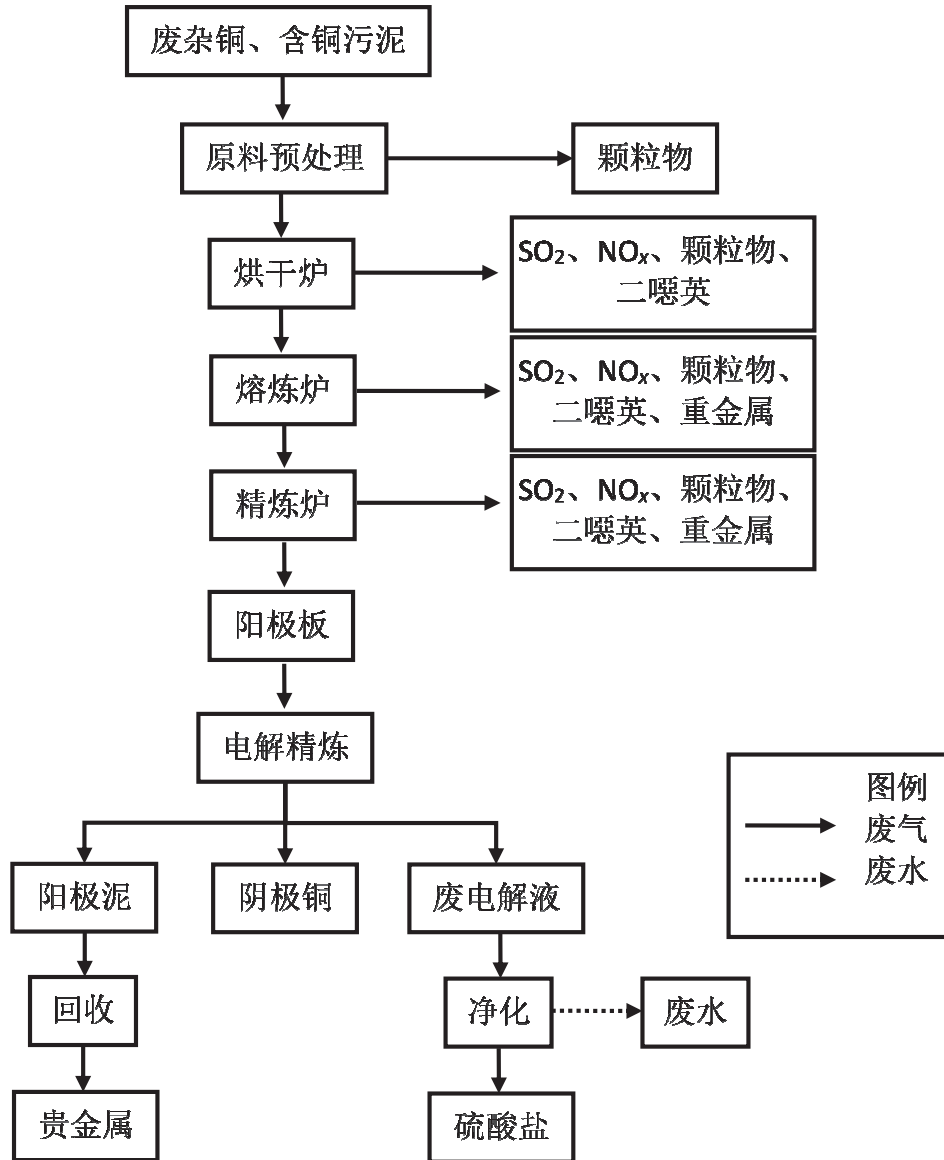 废杂铜、含铜污泥
原料预处理
颗粒物
烘干炉
SO₂、NOₓ、颗粒物、
二噁英
熔炼炉
SO₂、NOₓ、颗粒物、
二噁英、重金属
精炼炉
SO₂、NOₓ、颗粒物、
二噁英、重金属
阳极板
电解精炼
图例
废气
废水
阳极泥
阴极铜
废电解液
回收
净化
废水
贵金属
硫酸盐